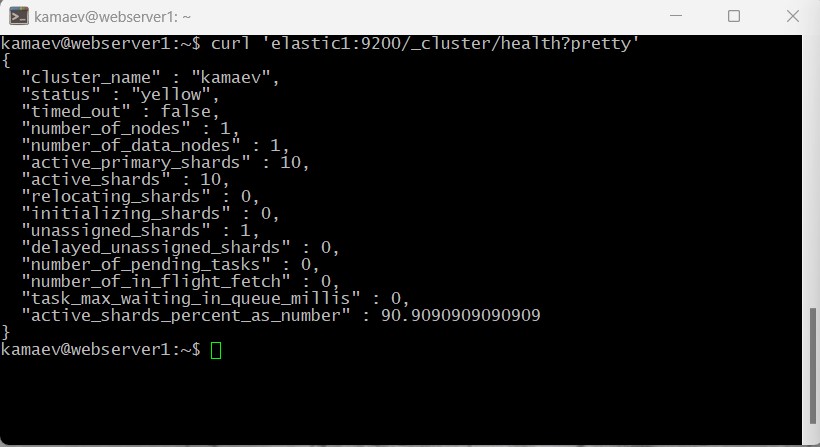 kamaev@webserver1: ~
kamaev@webserver1:~$ curl 'elastic1:9200/_cluster/health?pretty'
{
  "cluster_name" : "kamaev",
  "status" : "yellow",
  "timed_out" : false,
  "number_of_nodes" : 1,
  "number_of_data_nodes" : 1,
  "active_primary_shards" : 10,
  "active_shards" : 10,
  "relocating_shards" : 0,
  "initializing_shards" : 0,
  "unassigned_shards" : 1,
  "delayed_unassigned_shards" : 0,
  "number_of_pending_tasks" : 0,
  "number_of_in_flight_fetch" : 0,
  "task_max_waiting_in_queue_millis" : 0,
  "active_shards_percent_as_number" : 90.9090909090909
}
kamaev@webserver1:~$